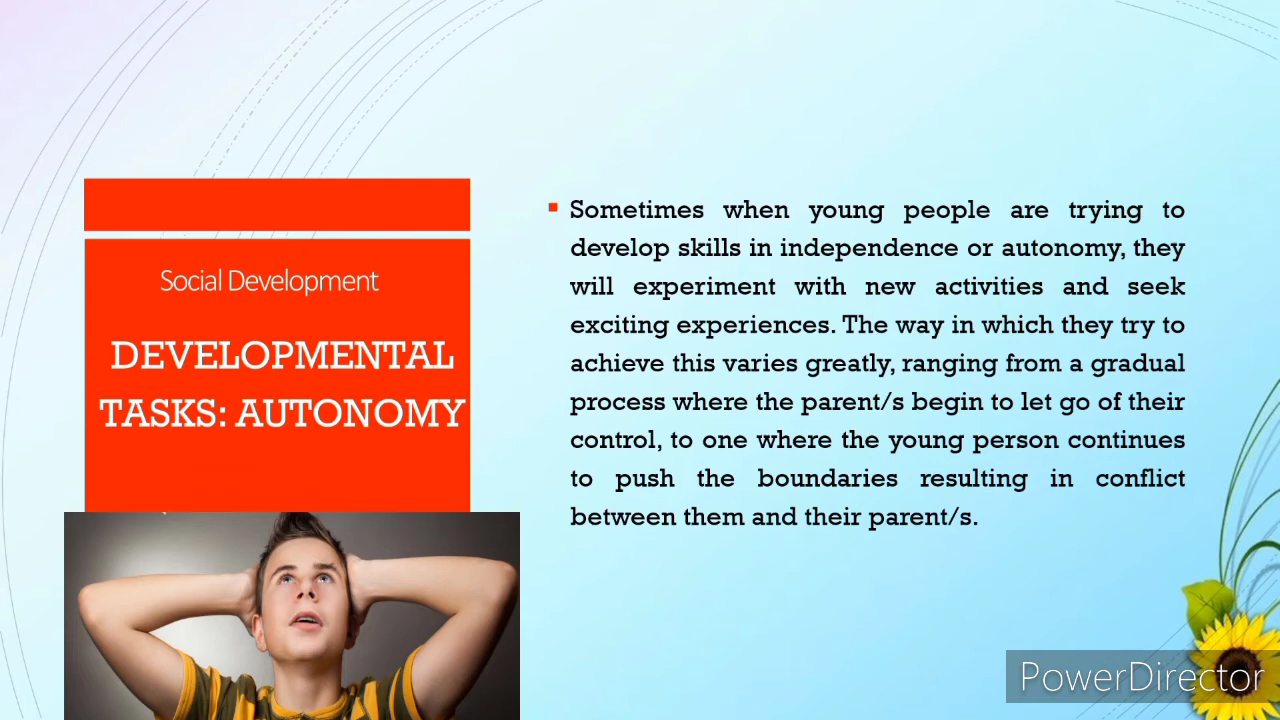 Social Development
DEVELOPMENTAL
TASKS: AUTONOMY
Sometimes when young people are trying to
develop skills in independence or autonomy, they
will experiment with new activities and seek
exciting experiences. The way in which they try to
achieve this varies greatly, ranging from a gradual
process where the parent/s begin to let go of their
control, to one where the young person continues
to push the boundaries resulting in conflict
between them and their parent/s.
PowerDirector